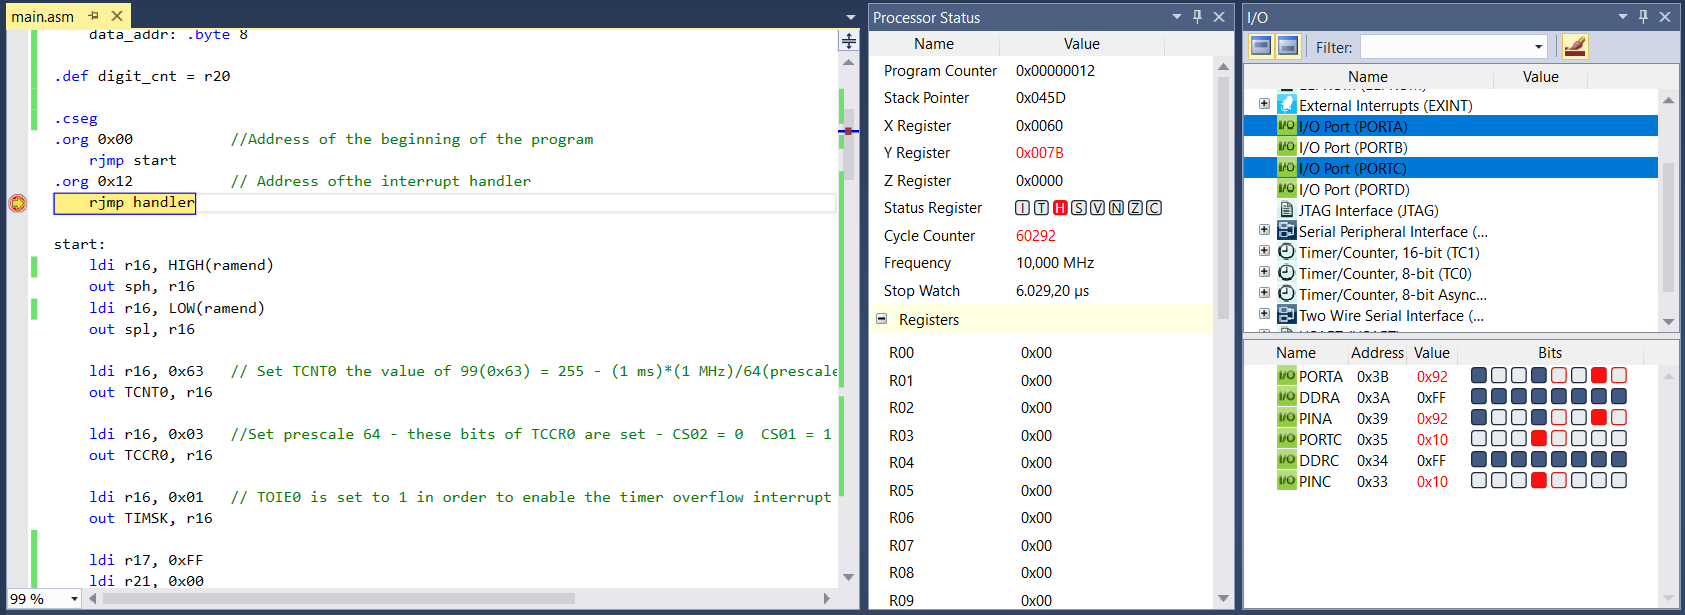 main.asm
data_addr: .byte 8
.def digit_cnt = r20
.cseg
.org 0x00 //Address of the beginning of the program
rjmp start
.org 0x12 // Address ofthe interrupt handler
rjmp handler
start:
ldi r16, HIGH(ramend)
out sph, r16
ldi r16, LOW(ramend)
out spl, r16
ldi r16, 0x63 // Set TCNT0 the value of 99(0x63) = 255 - (1 ms)*(1 MHz)/64(prescale
out TCNT0, r16
ldi r16, 0x03 //Set prescale 64 - these bits of TCCR0 are set - CS02 = 0 CS01 = 1
out TCCR0, r16
ldi r16, 0x01 // TOIE0 is set to 1 in order to enable the timer overflow interrupt
out TIMSK, r16
ldi r17, 0xFF
ldi r21, 0x00
99 %
Processor Status
Name Value
Program Counter 0x00000012
Stack Pointer 0x045D
X Register 0x0060
Y Register 0x007B
Z Register 0x0000
Status Register I T H S V N Z C
Cycle Counter 60292
Frequency 10,000 MHz
Stop Watch 6.029,20 µs
Registers
R00 0x00
R01 0x00
R02 0x00
R03 0x00
R04 0x00
R05 0x00
R06 0x00
R07 0x00
R08 0x00
R09 0x00
I/O
Filter:
Name Value
External Interrupts (EXINT)
I/O I/O Port (PORTA)
I/O I/O Port (PORTB)
I/O I/O Port (PORTC)
I/O I/O Port (PORTD)
JTAG Interface (JTAG)
Serial Peripheral Interface (...
Timer/Counter, 16-bit (TC1)
Timer/Counter, 8-bit (TC0)
Timer/Counter, 8-bit Async...
Two Wire Serial Interface (...
Name Address Value Bits
I/O PORTA 0x3B 0x92
I/O DDRA 0x3A 0xFF
I/O PINA 0x39 0x92
I/O PORTC 0x35 0x10
I/O DDRC 0x34 0xFF
I/O PINC 0x33 0x10